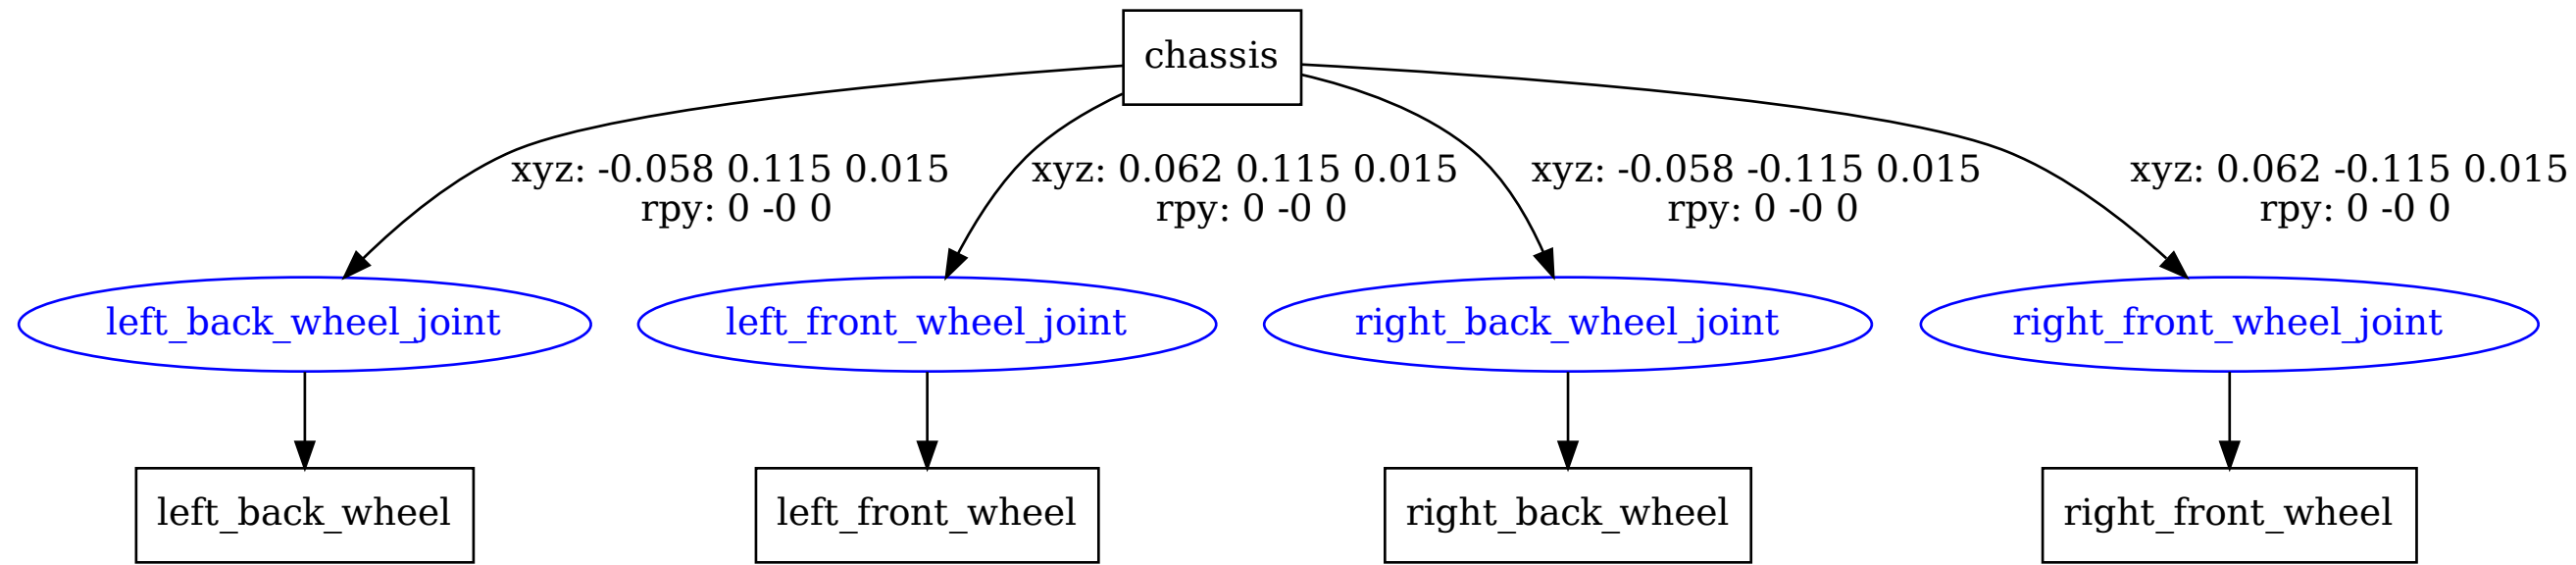 chassis
xyz: -0.058 0.115 0.015
rpy: 0 -0 0
xyz: 0.062 0.115 0.015
rpy: 0 -0 0
xyz: -0.058 -0.115 0.015
rpy: 0 -0 0
xyz: 0.062 -0.115 0.015
rpy: 0 -0 0
left_back_wheel_joint
left_front_wheel_joint
right_back_wheel_joint
right_front_wheel_joint
left_back_wheel
left_front_wheel
right_back_wheel
right_front_wheel